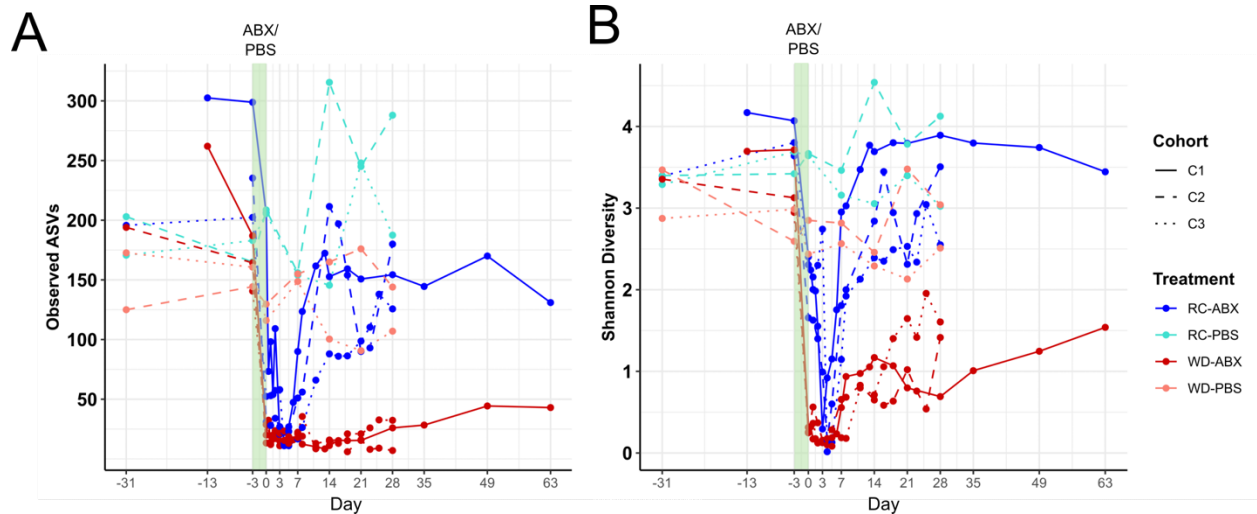 A
ABX/
PBS
Observed ASVs
300
250
200
150
100
50
-31 -13 -3 0 3 7 14 21 28 35 49 63
Day
B
ABX/
PBS
Shannon Diversity
4
3
2
1
0
-31 -13 -3 0 3 7 14 21 28 35 49 63
Day
Cohort
C1
C2
C3
Treatment
RC-ABX
RC-PBS
WD-ABX
WD-PBS